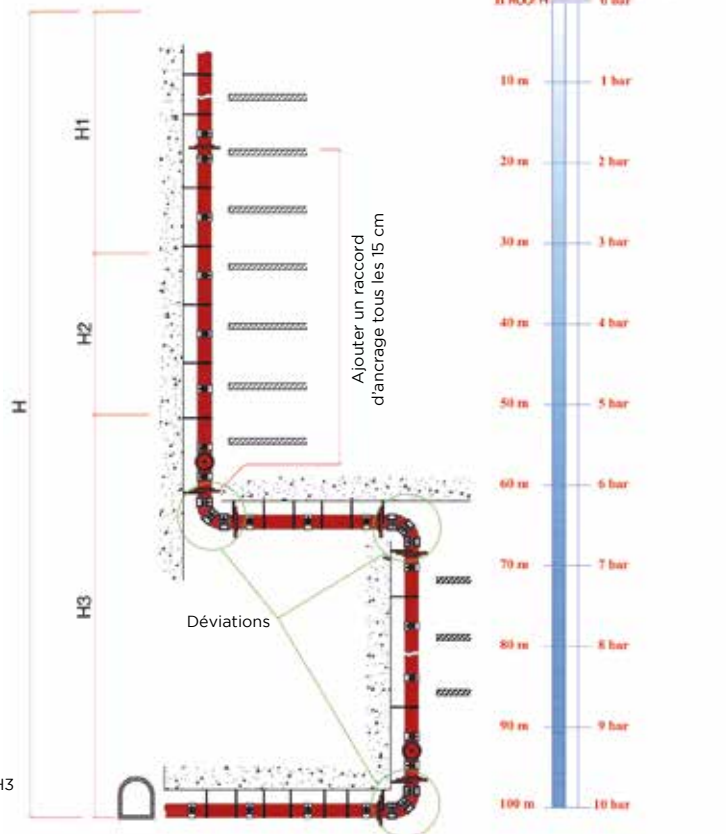 H
H1
H2
H3
Ajouter un raccord
d'ancrage tous les 15 cm
Déviations
H3
10 m 1 bar
20 m 2 bar
30 m 3 bar
40 m 4 bar
50 m 5 bar
60 m 6 bar
70 m 7 bar
80 m 8 bar
90 m 9 bar
100 m 10 bar